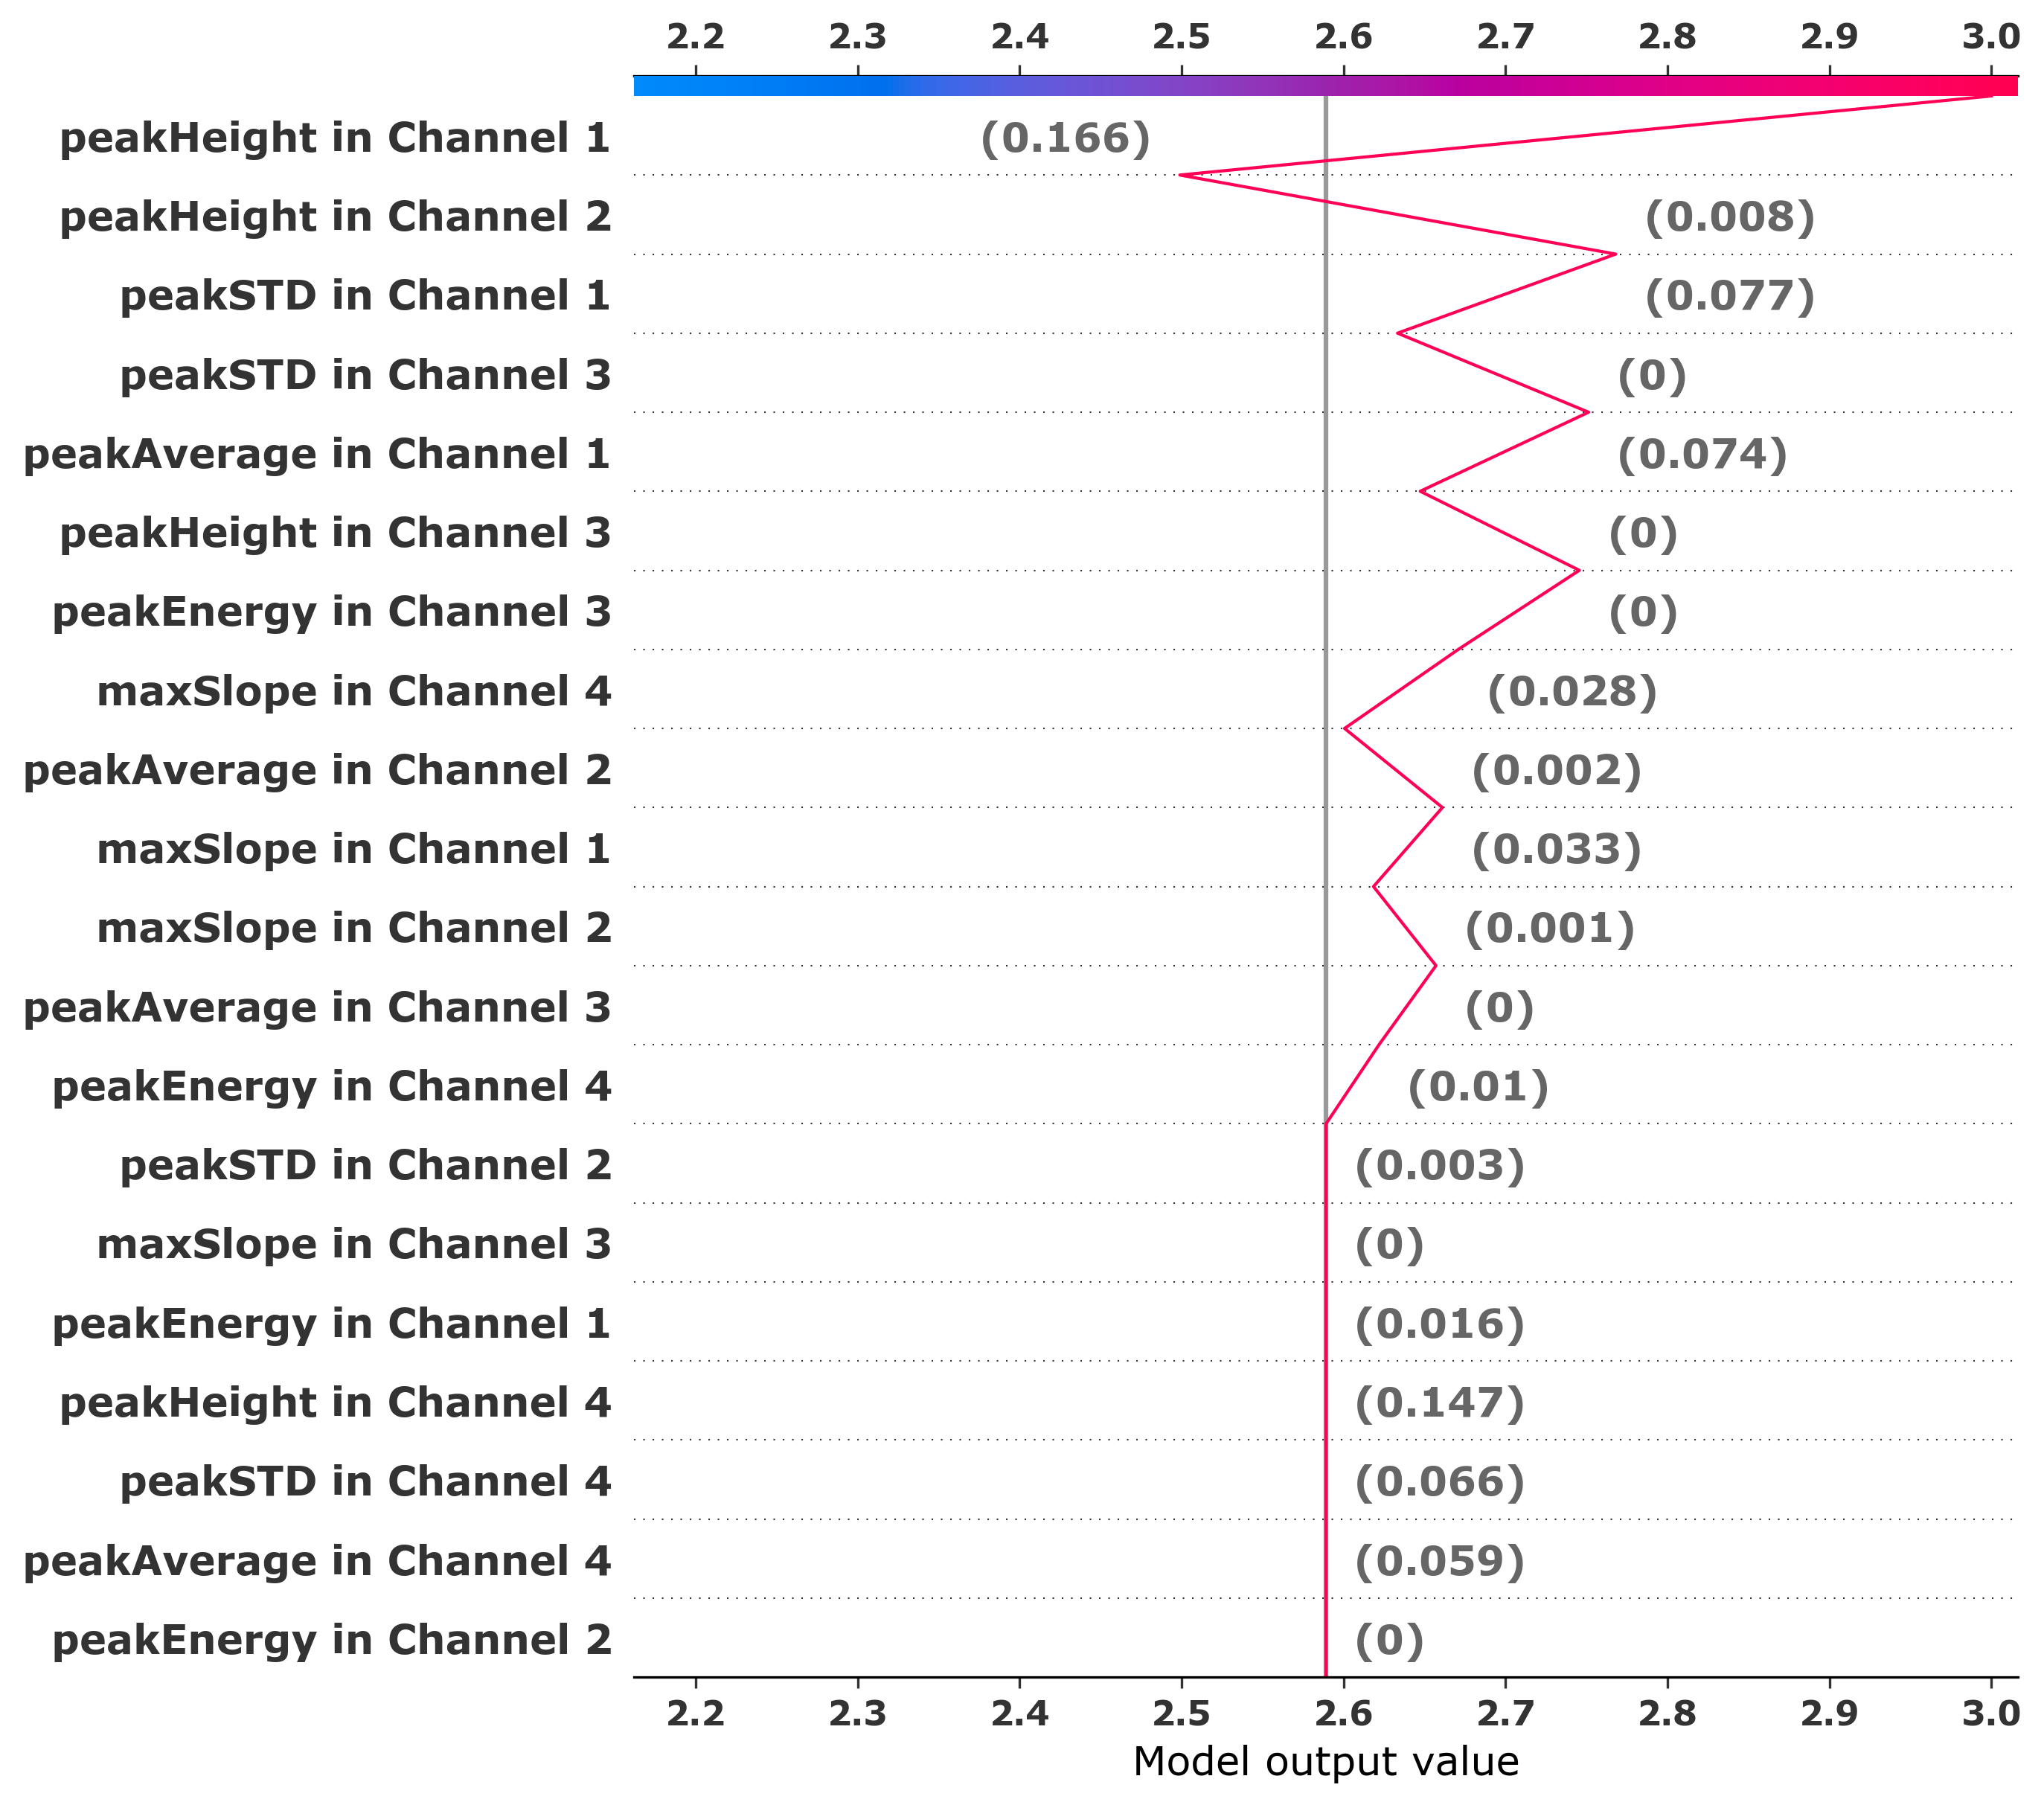 2.2 2.3 2.4 2.5 2.6 2.7 2.8 2.9 3.0
peakHeight in Channel 1 (0.166)
peakHeight in Channel 2 (0.008)
peakSTD in Channel 1 (0.077)
peakSTD in Channel 3 (0)
peakAverage in Channel 1 (0.074)
peakHeight in Channel 3 (0)
peakEnergy in Channel 3 (0)
maxSlope in Channel 4 (0.028)
peakAverage in Channel 2 (0.002)
maxSlope in Channel 1 (0.033)
maxSlope in Channel 2 (0.001)
peakAverage in Channel 3 (0)
peakEnergy in Channel 4 (0.01)
peakSTD in Channel 2 (0.003)
maxSlope in Channel 3 (0)
peakEnergy in Channel 1 (0.016)
peakHeight in Channel 4 (0.147)
peakSTD in Channel 4 (0.066)
peakAverage in Channel 4 (0.059)
peakEnergy in Channel 2 (0)
2.2 2.3 2.4 2.5 2.6 2.7 2.8 2.9 3.0
Model output value